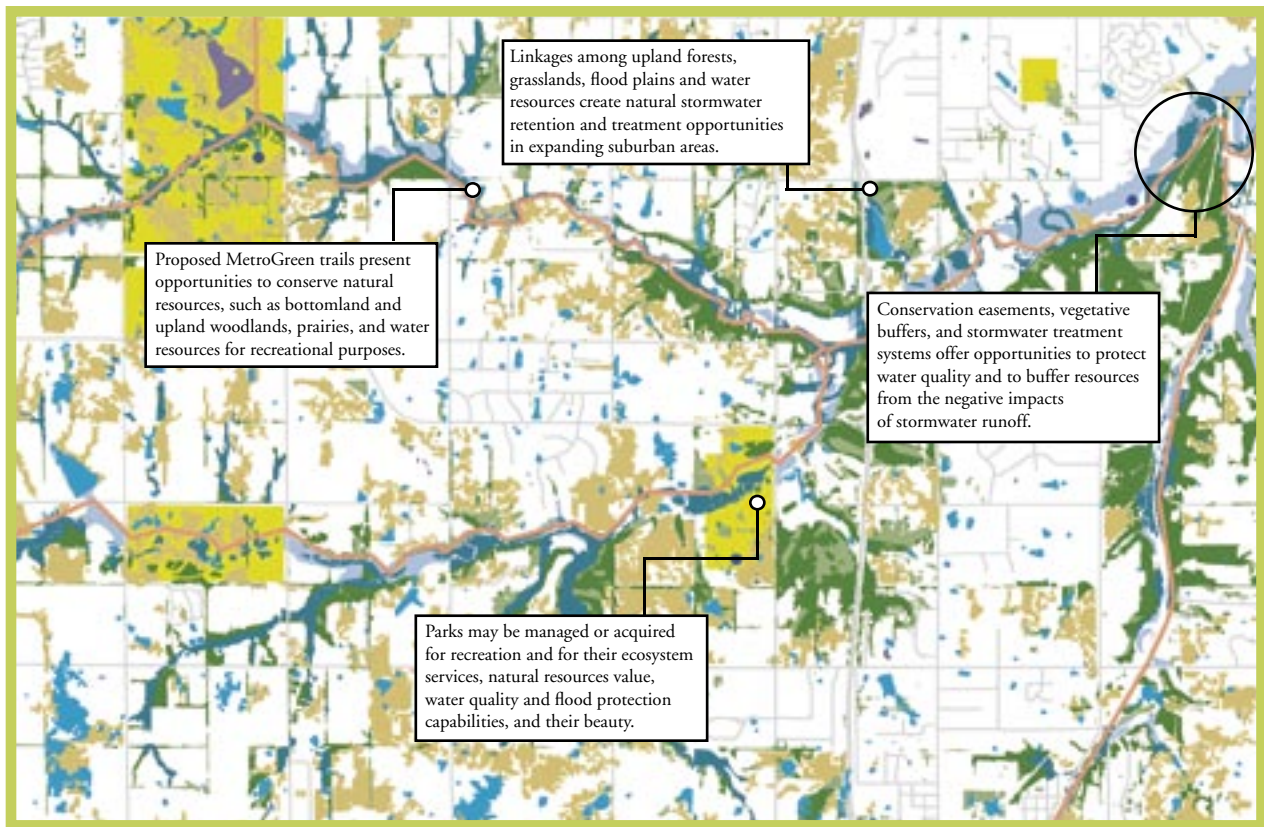 Linkages among upland forests,
grasslands, flood plains and water
resources create natural stormwater
retention and treatment opportunities
in expanding suburban areas.
Proposed MetroGreen trails present
opportunities to conserve natural
resources, such as bottomland and
upland woodlands, prairies, and water
resources for recreational purposes.
Conservation easements, vegetative
buffers, and stormwater treatment
systems offer opportunities to protect
water quality and to buffer resources
from the negative impacts
of stormwater runoff.
Parks may be managed or acquired
for recreation and for their ecosystem
services, natural resources value,
water quality and flood protection
capabilities, and their beauty.